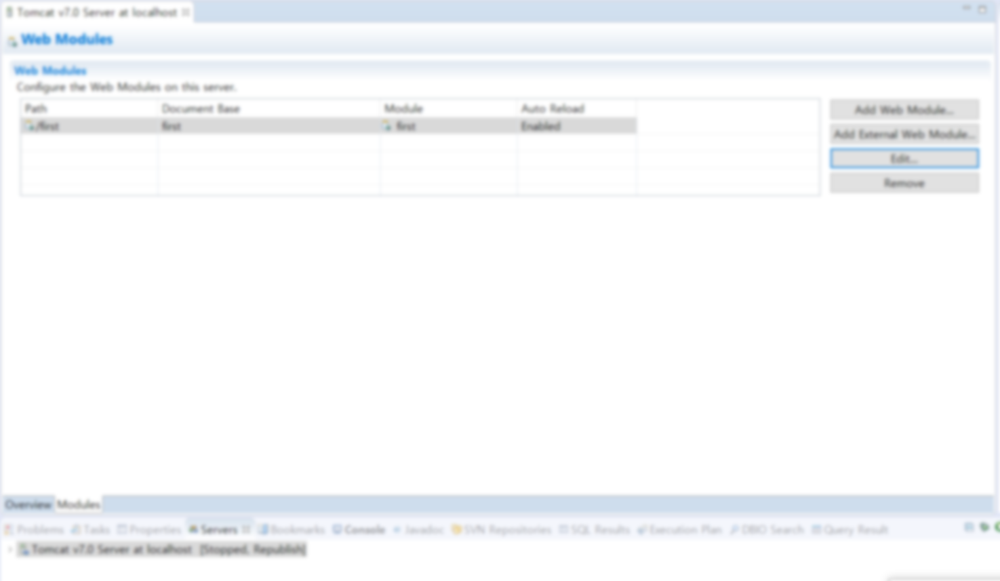 Tomcat v7.0 Server at localhost
Web Modules
Web Modules
Configure the Web Modules on this server.
Path Document Base Module Auto Reload
/first first first Enabled
Add Web Module...
Add External Web Module...
Edit...
Remove
Overview Modules
Problems Tasks Properties Servers Bookmarks Console Javadoc SVN Repositories SQL Results Execution Plan DBIO Search Query Result
Tomcat v7.0 Server at localhost [Stopped, Republish]